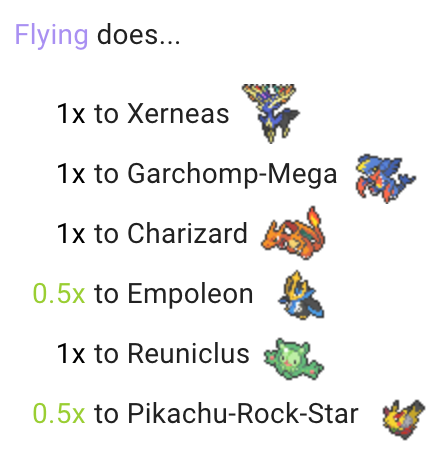 Flying does...
1x to Xerneas
1x to Garchomp-Mega
1x to Charizard
0.5x to Empoleon
1x to Reuniclus
0.5x to Pikachu-Rock-Star